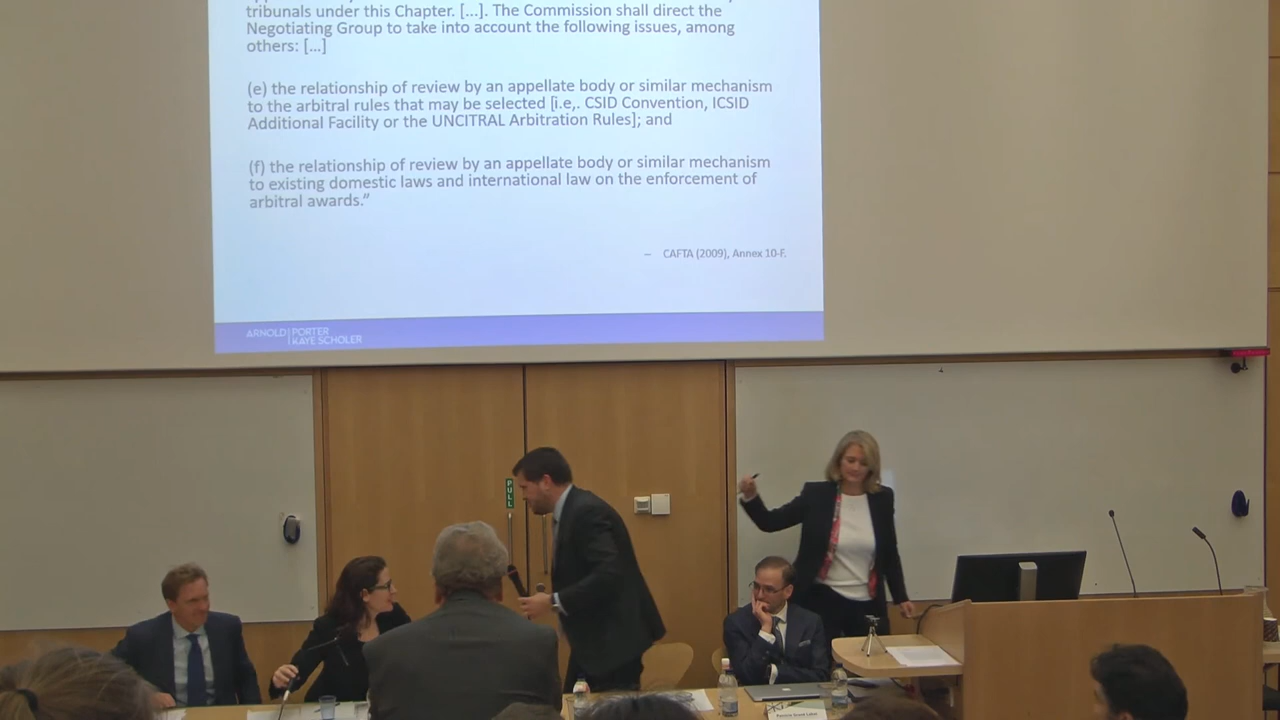 tribunals under this Chapter. [...]. The Commission shall direct the
Negotiating Group to take into account the following issues, among
others: [...]
(e) the relationship of review by an appellate body or similar mechanism
to the arbitral rules that may be selected [i.e,. CSID Convention, ICSID
Additional Facility or the UNCITRAL Arbitration Rules]; and
(f) the relationship of review by an appellate body or similar mechanism
to existing domestic laws and international law on the enforcement of
arbitral awards.”
– CAFTA (2009), Annex 10-F.
ARNOLD PORTER
KAYE SCHOLER
PULL